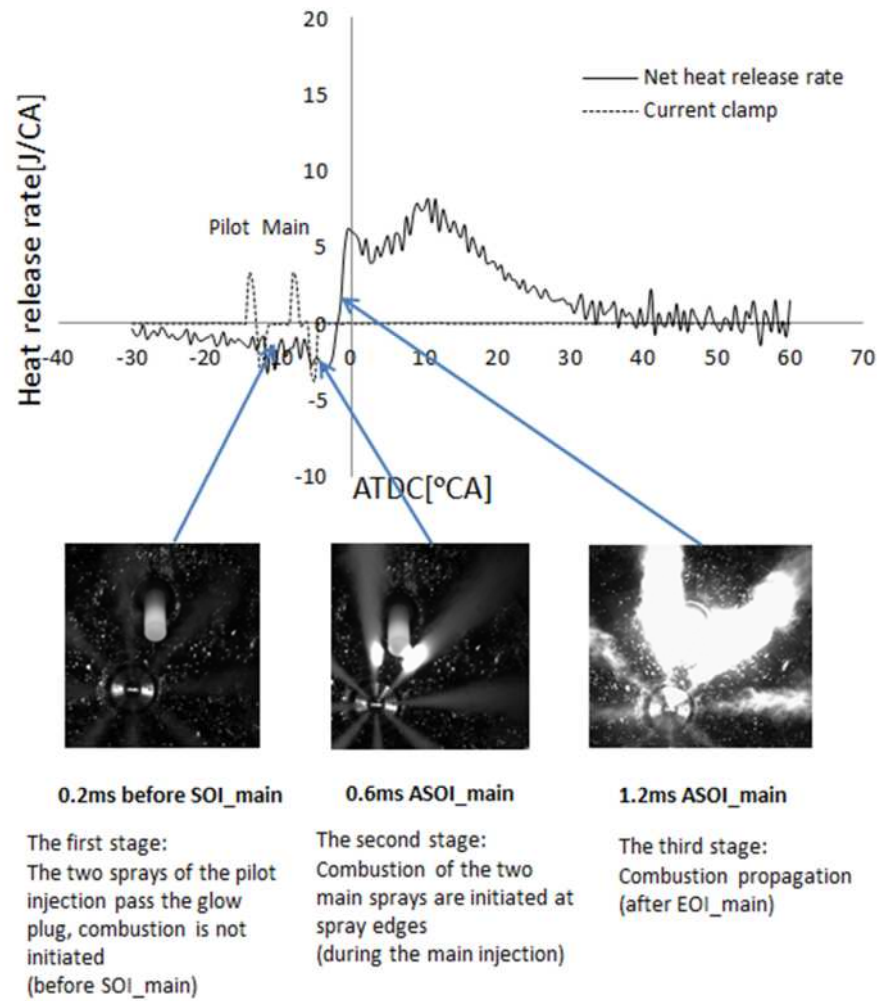 20
15
10
5
0
-5
-10
Heat release rate[J/CA]
Net heat release rate
Current clamp
Pilot Main
-40 -30 -20 -10 0 10 20 30 40 50 60 70
ATDC[°CA]
0.2ms before SOI_main
The first stage:
The two sprays of the pilot
injection pass the glow
plug, combustion is not
initiated
(before SOI_main)
0.6ms ASOI_main
The second stage:
Combustion of the two
main sprays are initiated at
spray edges
(during the main injection)
1.2ms ASOI_main
The third stage:
Combustion propagation
(after EOI_main)